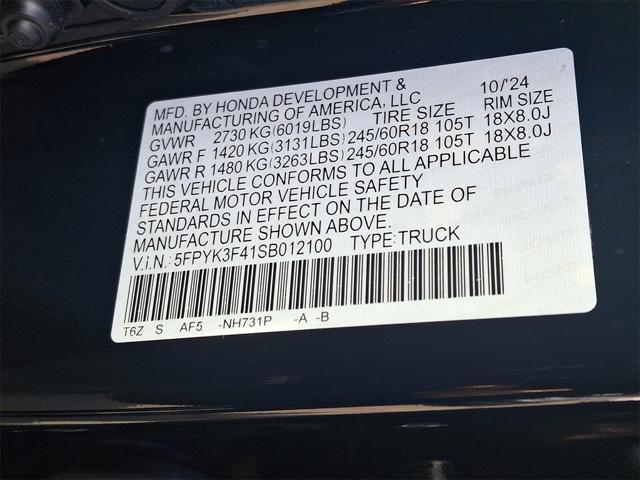 MFD. BY HONDA DEVELOPMENT & 10/'24
MANUFACTURING OF AMERICA, LLC TIRE SIZE RIM SIZE
GVWR 2730 KG(6019LBS)
GAWR F 1420 KG(3131LBS) 245/60R18 105T 18X8.0J
GAWR R 1480 KG(3263LBS) 245/60R18 105T 18X8.0J
THIS VEHICLE CONFORMS TO ALL APPLICABLE
FEDERAL MOTOR VEHICLE SAFETY
STANDARDS IN EFFECT ON THE DATE OF
MANUFACTURE SHOWN ABOVE.
V.i.N.: 5FPYK3F41SB012100 TYPE: TRUCK
T6Z S AF5 -NH731P -A -B